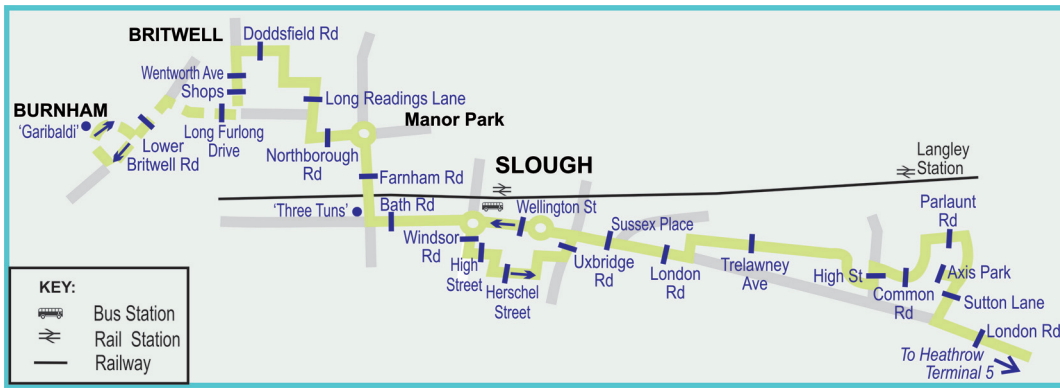 BRITWELL
Doddsfield Rd
Wentworth Ave
Shops
BURNHAM
'Garibaldi'
Lower
Britwell Rd
Long Furlong
Drive
Long Readings Lane
Manor Park
Northborough
Rd
Farnham Rd
SLOUGH
Langley
Station
'Three Tuns'
Bath Rd
Wellington St
Windsor
Rd
High
Street
Herschel
Street
Uxbridge
Rd
Sussex Place
London
Rd
Trelawney
Ave
High St
Common
Rd
Parlaunt
Rd
Axis Park
Sutton Lane
London Rd
To Heathrow
Terminal 5
KEY:
Bus Station
Rail Station
Railway